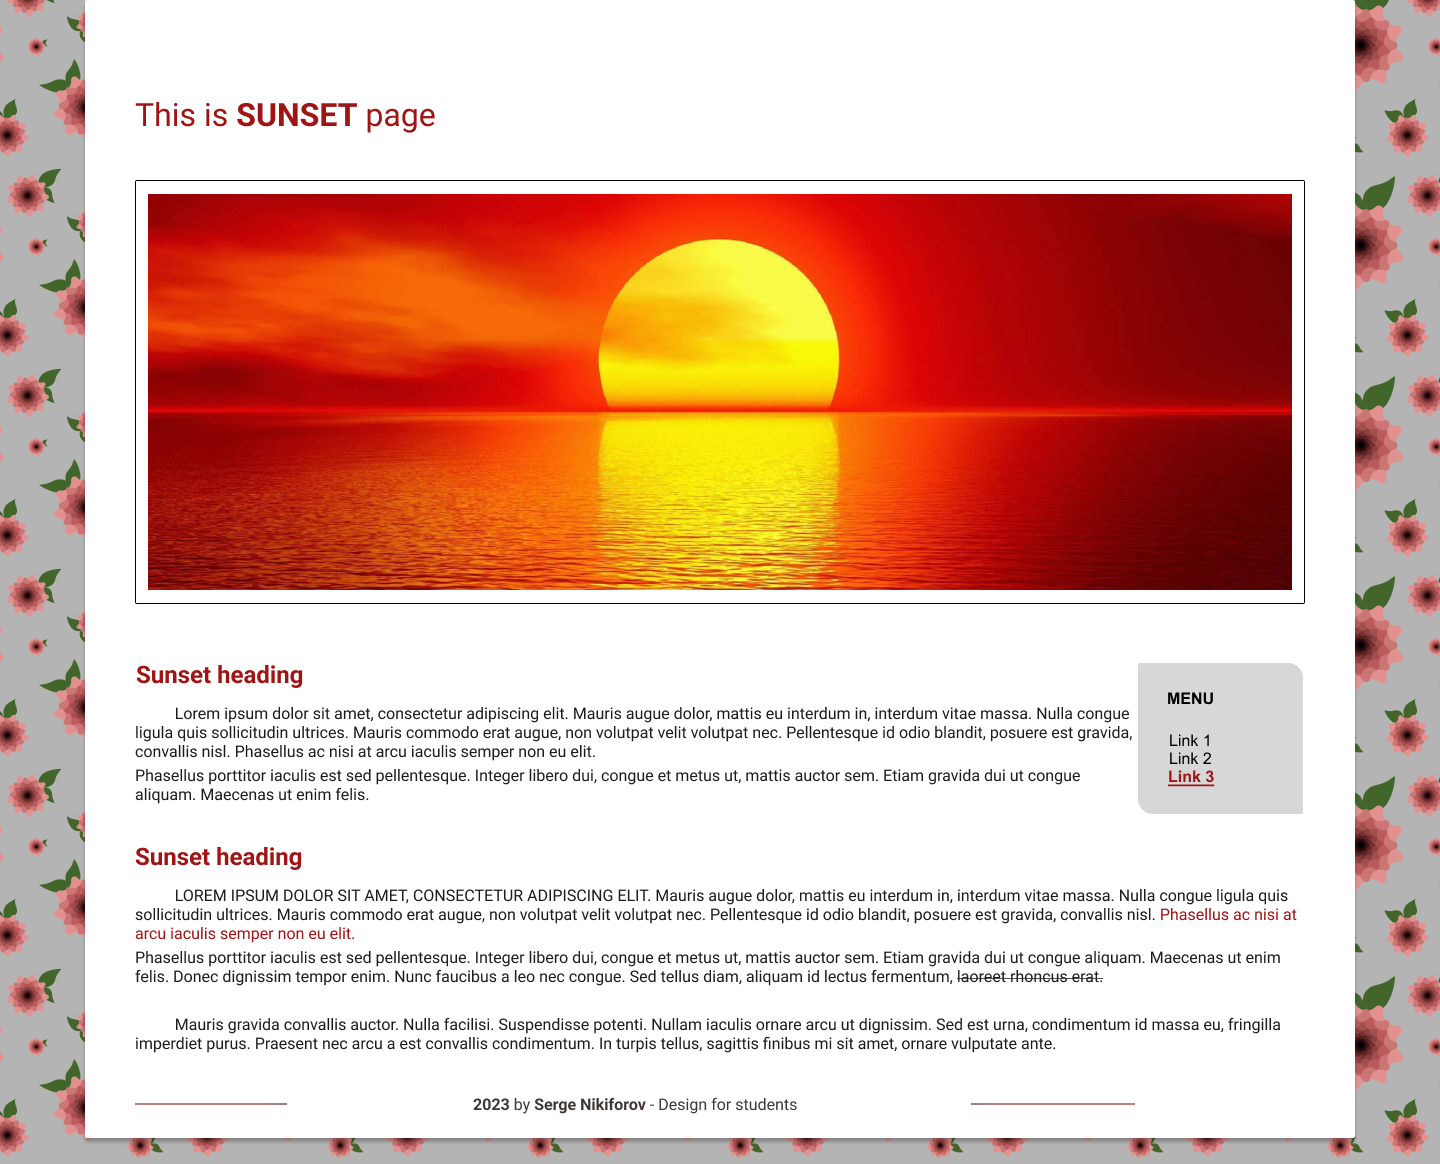 This is SUNSET page
Sunset heading
Lorem ipsum dolor sit amet, consectetur adipiscing elit. Mauris augue dolor, mattis eu interdum in, interdum vitae massa. Nulla congue
ligula quis sollicitudin ultrices. Mauris commodo erat augue, non volutpat velit volutpat nec. Pellentesque id odio blandit, posuere est gravida,
convallis nisl. Phasellus ac nisi at arcu iaculis semper non eu elit.
Phasellus porttitor iaculis est sed pellentesque. Integer libero dui, congue et metus ut, mattis auctor sem. Etiam gravida dui ut congue
aliquam. Maecenas ut enim felis.
MENU
Link 1
Link 2
Link 3
Sunset heading
LOREM IPSUM DOLOR SIT AMET, CONSECTETUR ADIPISCING ELIT. Mauris augue dolor, mattis eu interdum in, interdum vitae massa. Nulla congue ligula quis
sollicitudin ultrices. Mauris commodo erat augue, non volutpat velit volutpat nec. Pellentesque id odio blandit, posuere est gravida, convallis nisl. Phasellus ac nisi at
arcu iaculis semper non eu elit.
Phasellus porttitor iaculis est sed pellentesque. Integer libero dui, congue et metus ut, mattis auctor sem. Etiam gravida dui ut congue aliquam. Maecenas ut enim
felis. Donec dignissim tempor enim. Nunc faucibus a leo nec congue. Sed tellus diam, aliquam id lectus fermentum, laoreet rhoncus erat.
Mauris gravida convallis auctor. Nulla facilisi. Suspendisse potenti. Nullam iaculis ornare arcu ut dignissim. Sed est urna, condimentum id massa eu, fringilla
imperdiet purus. Praesent nec arcu a est convallis condimentum. In turpis tellus, sagittis finibus mi sit amet, ornare vulputate ante.
2023 by Serge Nikiforov - Design for students